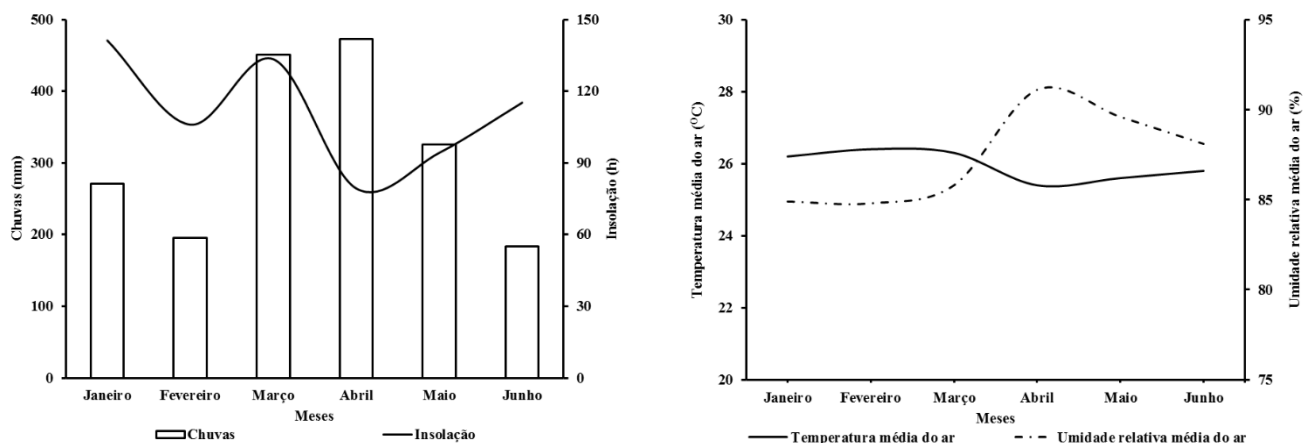 500
400
300
200
100
0
Chuvas (mm)
150
120
90
60
30
0
Insolação (h)
Janeiro Fevereiro Março Abril Maio Junho
Meses
Chuvas Insolação
30
28
26
24
22
20
Temperatura média do ar (ºC)
95
90
85
80
75
Umidade relativa média do ar (%)
Janeiro Fevereiro Março Abril Maio Junho
Meses
Temperatura média do ar Umidade relativa média do ar